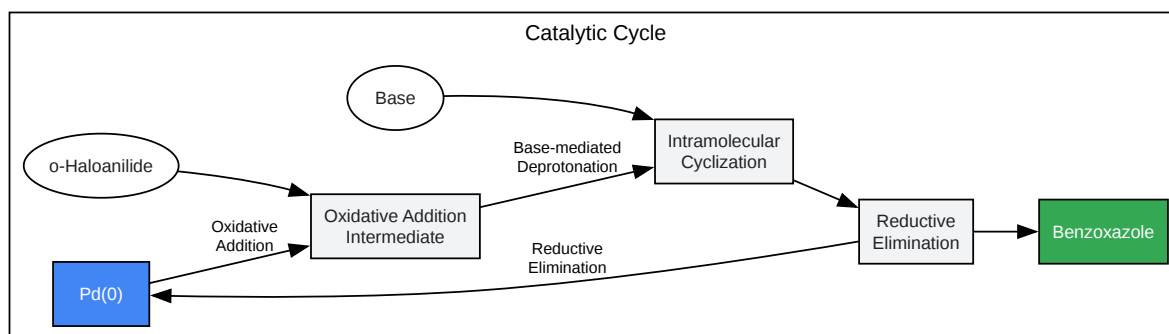 Catalytic Cycle
Base
o-Haloanilide
Base-mediated
Deprotonation
Intramolecular
Cyclization
Oxidative
Addition
Oxidative Addition
Intermediate
Reductive
Elimination
Reductive
Elimination
Benzoxazole
Pd(0)